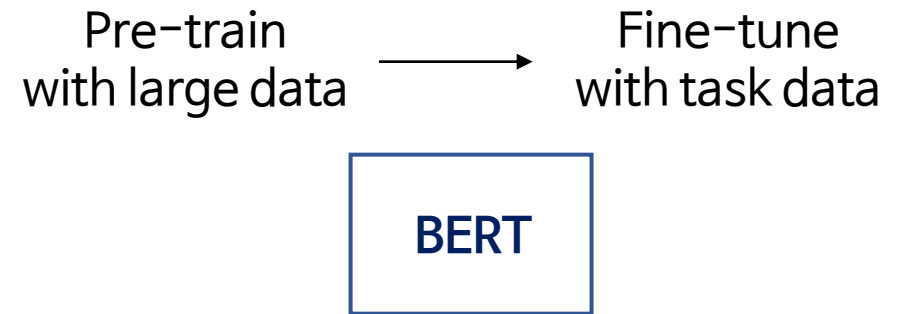 Pre-train
with large data
Fine-tune
with task data
BERT